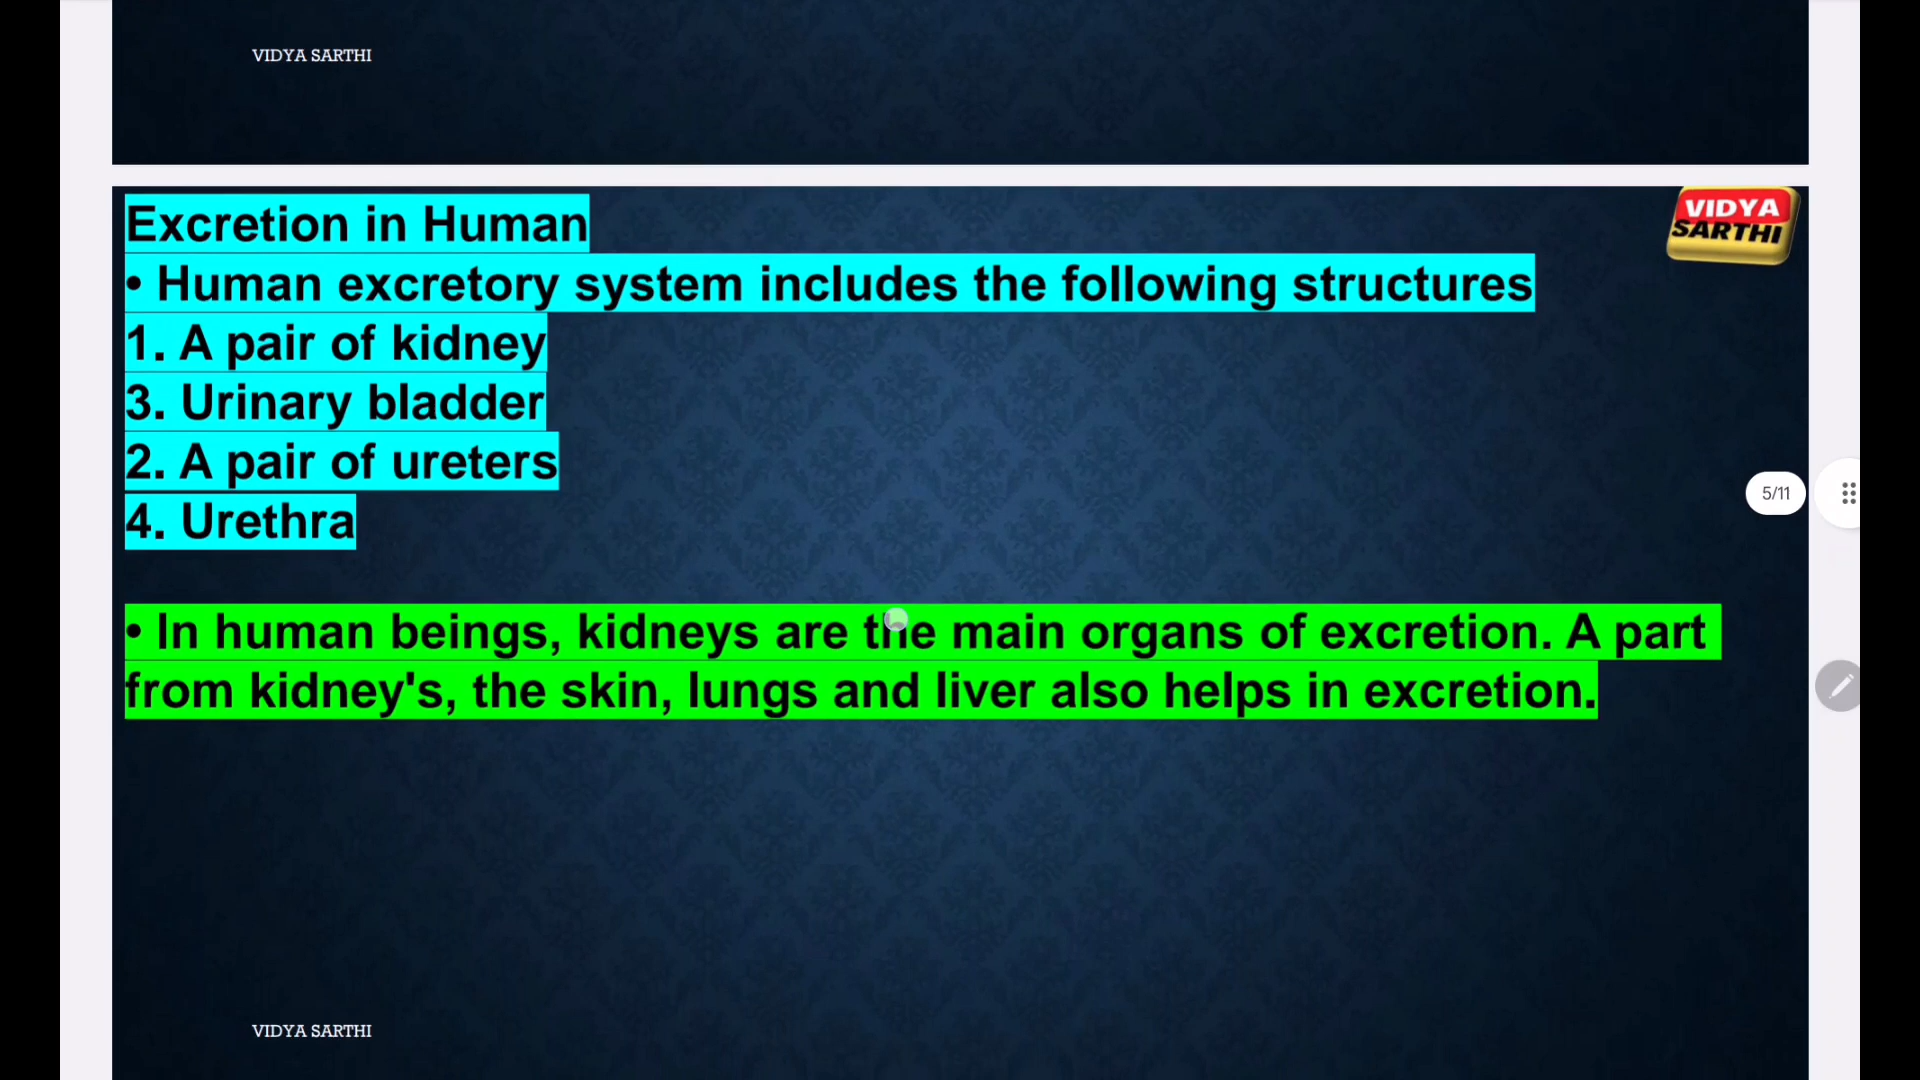 VIDYA SARTHI
VIDYA
SARTHI
Excretion in Human
• Human excretory system includes the following structures
1. A pair of kidney
3. Urinary bladder
2. A pair of ureters
4. Urethra
5/11
• In human beings, kidneys are the main organs of excretion. A part
from kidney's, the skin, lungs and liver also helps in excretion.
VIDYA SARTHI